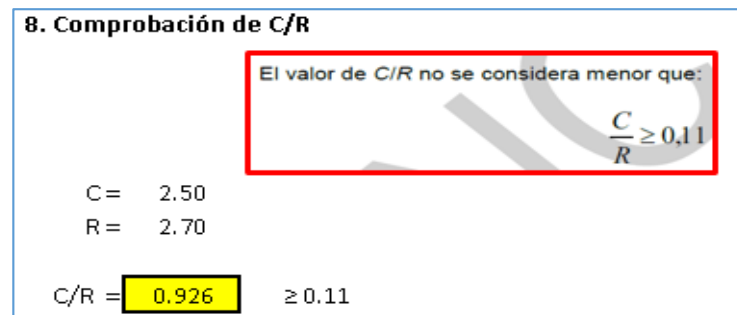 8. Comprobación de C/R
El valor de C/R no se considera menor que:
C/R ≥ 0,11
C = 2.50
R = 2.70
C/R = 0.926 ≥ 0.11